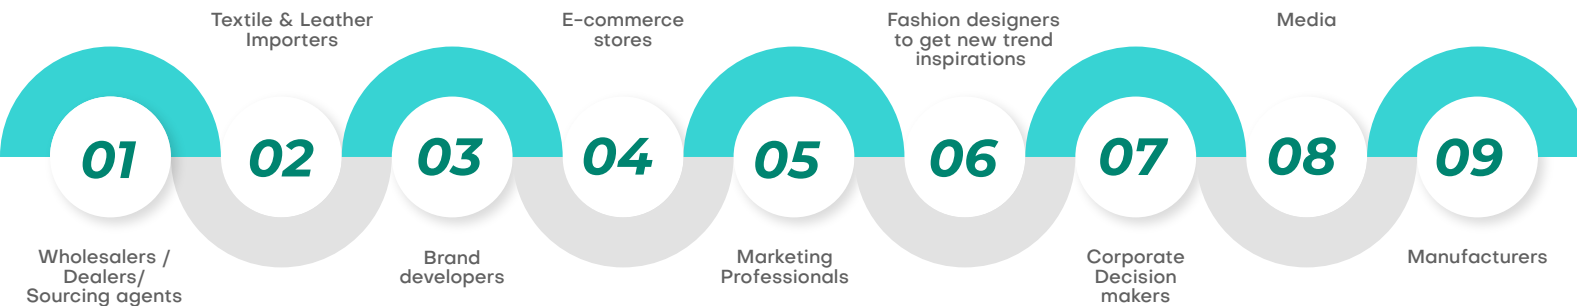 01
Wholesalers /
Dealers/
Sourcing agents
Textile & Leather
Importers
02
03
Brand
developers
E-commerce
stores
04
05
Marketing
Professionals
Fashion designers
to get new trend
inspirations
06
07
Corporate
Decision
makers
Media
08
09
Manufacturers